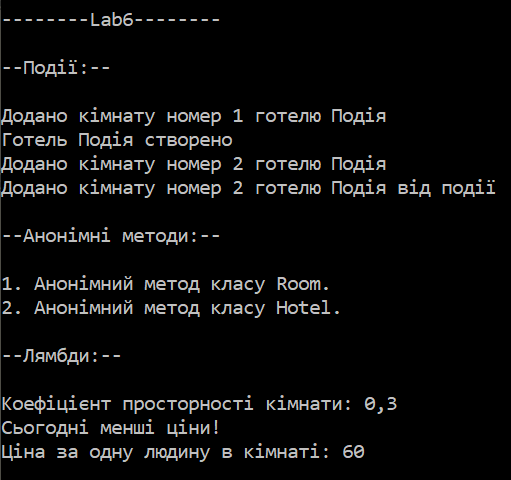 --------Lab6--------
--Події:--
Додано кімнату номер 1 готелю Подія
Готель Подія створено
Додано кімнату номер 2 готелю Подія
Додано кімнату номер 2 готелю Подія від події
--Анонімні методи:--
1. Анонімний метод класу Room.
2. Анонімний метод класу Hotel.
--Лямбди:--
Коефіцієнт просторності кімнати: 0,3
Сьогодні менші ціни!
Ціна за одну людину в кімнаті: 60